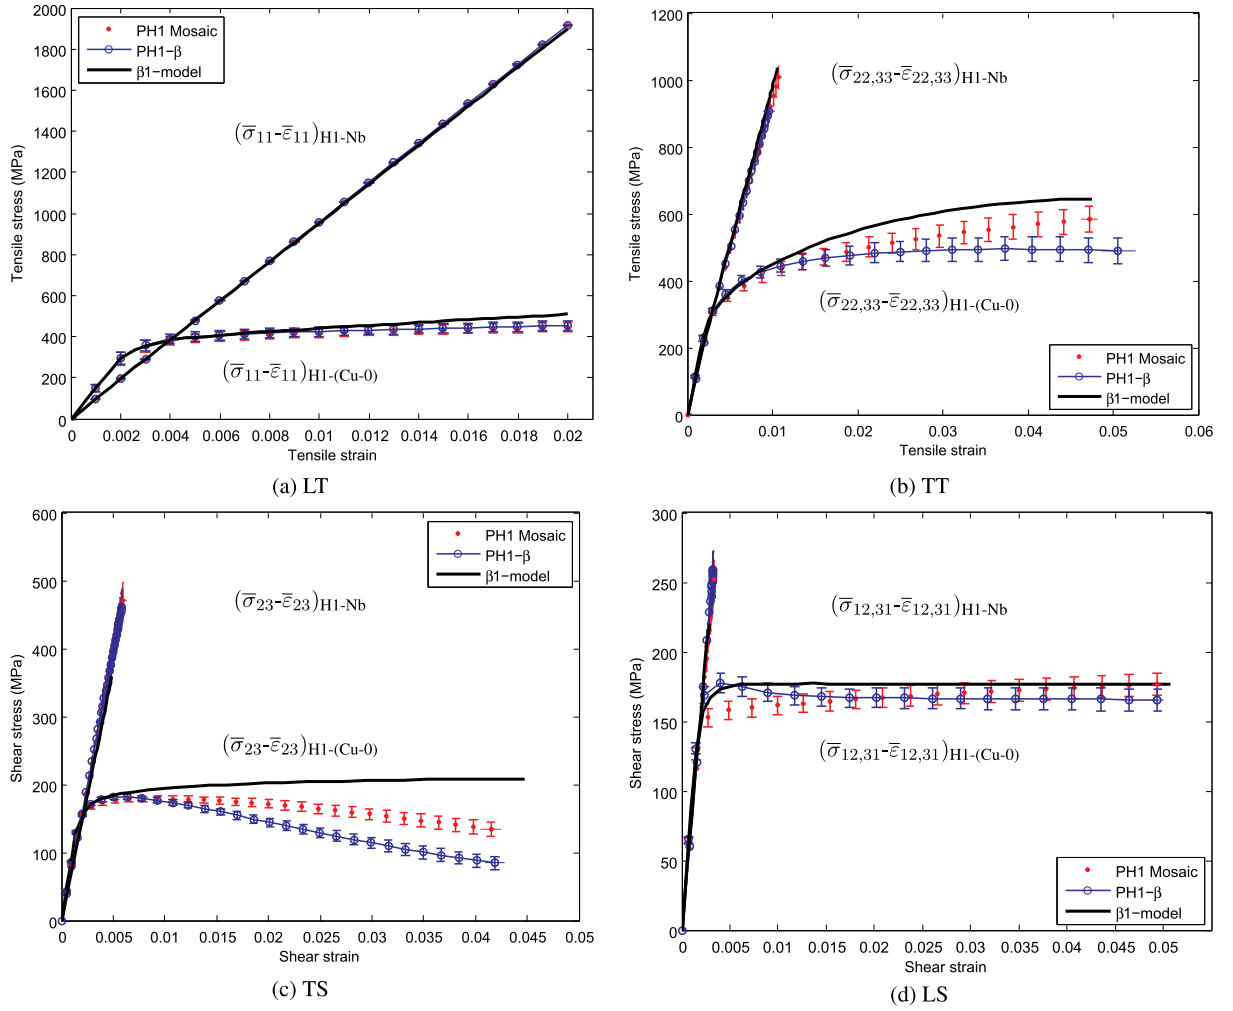 2000
1800
1600
1400
1200
1000
800
600
400
200
0
Tensile stress (MPa)
PH1 Mosaic
PH1−β
β1−model
(σ̅11-ε̅11)H1-Nb
(σ̅11-ε̅11)H1-(Cu-0)
0 0.002 0.004 0.006 0.008 0.01 0.012 0.014 0.016 0.018 0.02
Tensile strain
(a) LT
1200
1000
800
600
400
200
0
Tensile stress (MPa)
(σ̅22,33-ε̅22,33)H1-Nb
(σ̅22,33-ε̅22,33)H1-(Cu-0)
PH1 Mosaic
PH1−β
β1−model
0 0.01 0.02 0.03 0.04 0.05 0.06
Tensile strain
(b) TT
600
500
400
300
200
100
0
Shear stress (MPa)
PH1 Mosaic
PH1−β
β1−model
(σ̅23-ε̅23)H1-Nb
(σ̅23-ε̅23)H1-(Cu-0)
0 0.005 0.01 0.015 0.02 0.025 0.03 0.035 0.04 0.045 0.05
Shear strain
(c) TS
300
250
200
150
100
50
0
Shear stress (MPa)
(σ̅12,31-ε̅12,31)H1-Nb
(σ̅12,31-ε̅12,31)H1-(Cu-0)
PH1 Mosaic
PH1−β
β1−model
0 0.005 0.01 0.015 0.02 0.025 0.03 0.035 0.04 0.045 0.05
Shear strain
(d) LS